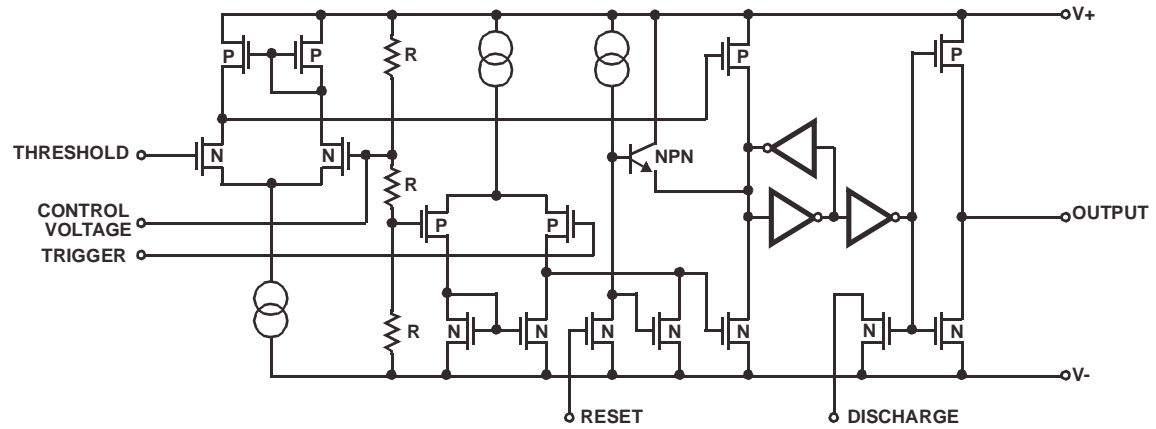 V+
P
P
R
P
P
THRESHOLD
N
N
NPN
R
CONTROL
VOLTAGE
P
P
OUTPUT
TRIGGER
R
N
N
N
N
N
N
N
V-
RESET
DISCHARGE